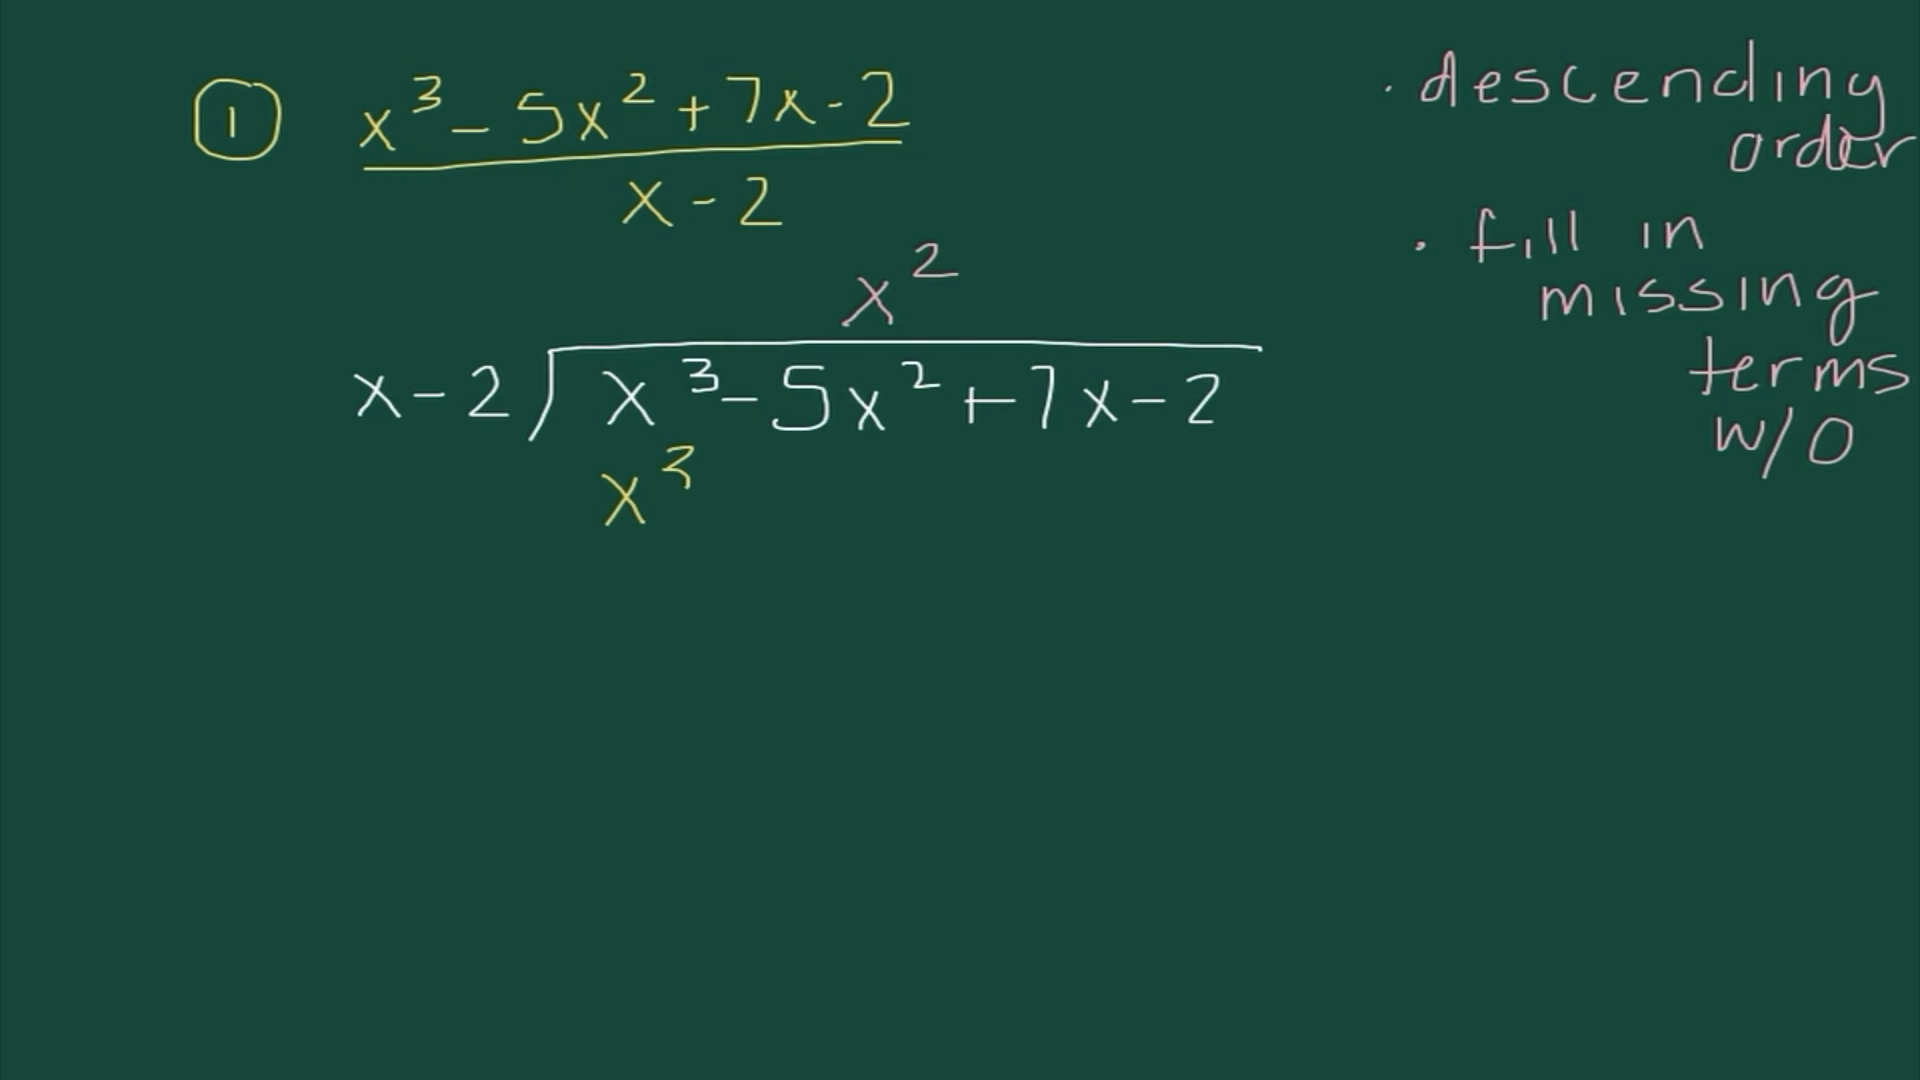 ① x³ - 5x² + 7x - 2
x - 2
x²
x - 2 ) x³ - 5x² + 7x - 2
x³
· descending
order
· fill in
missing
terms
w/0